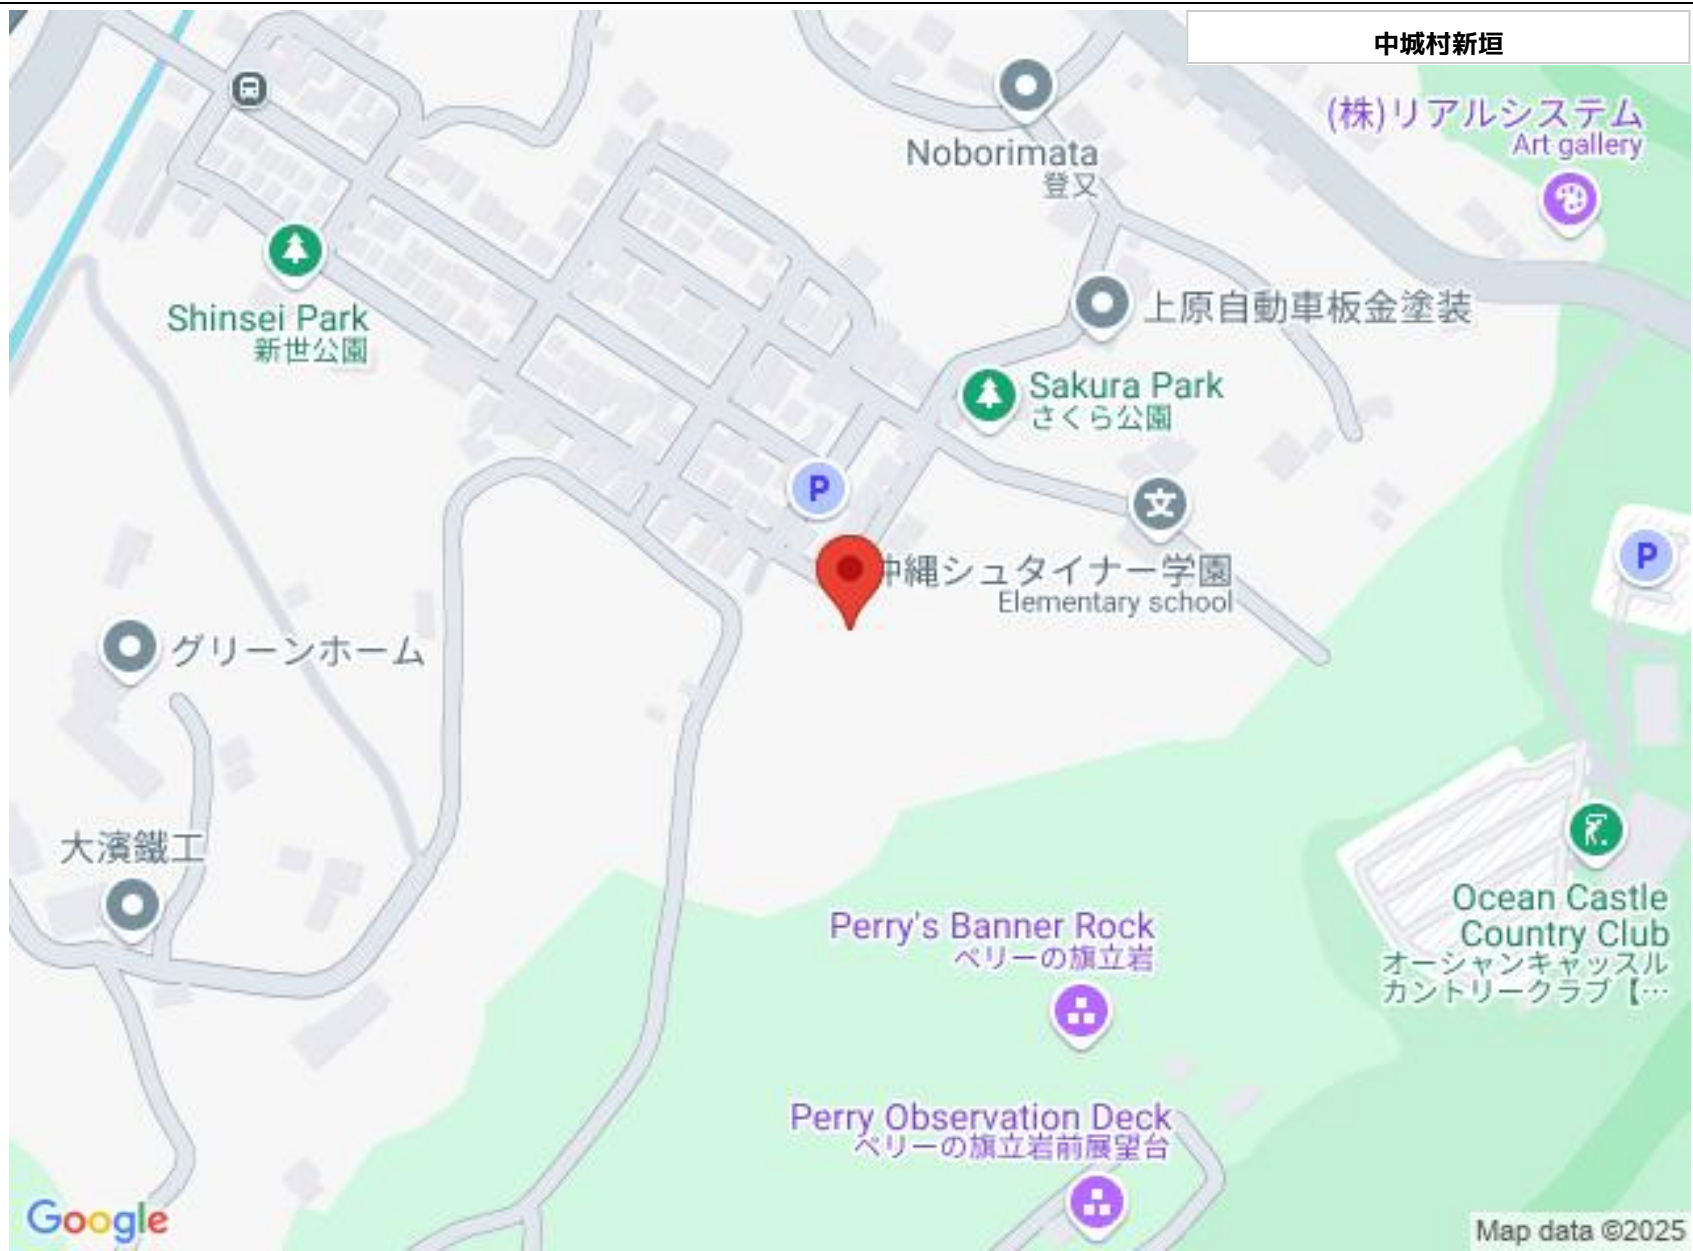 中城村新垣
(株)リアルシステム
Art gallery
Noborimata
登又
上原自動車板金塗装
Shinsei Park
新世公園
Sakura Park
さくら公園
P
文
P
沖縄シュタイナー学園
Elementary school
グリーンホーム
大濱鐵工
Ocean Castle
Country Club
オーシャンキャッスル
カントリークラブ【…
Perry's Banner Rock
ペリーの旗立岩
Perry Observation Deck
ペリーの旗立岩前展望台
Google
Map data ©2025